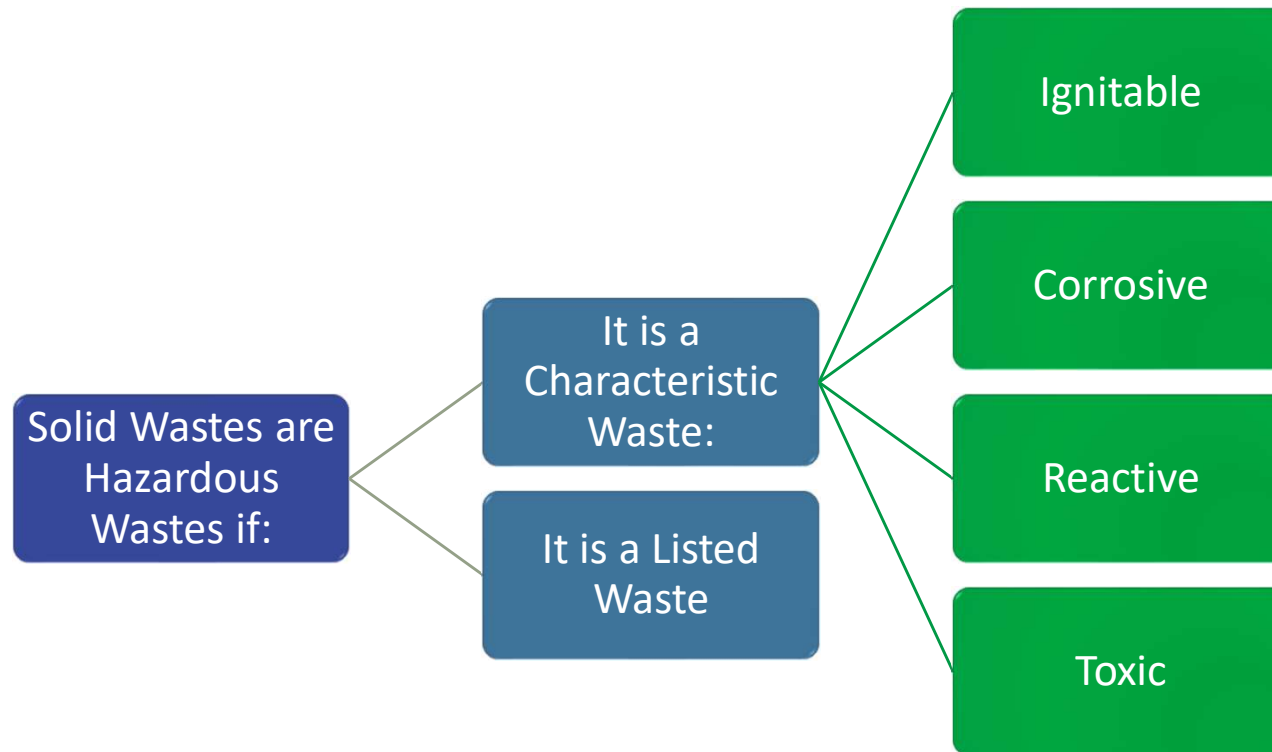 Solid Wastes are
Hazardous
Wastes if:
It is a
Characteristic
Waste:
It is a Listed
Waste
Ignitable
Corrosive
Reactive
Toxic